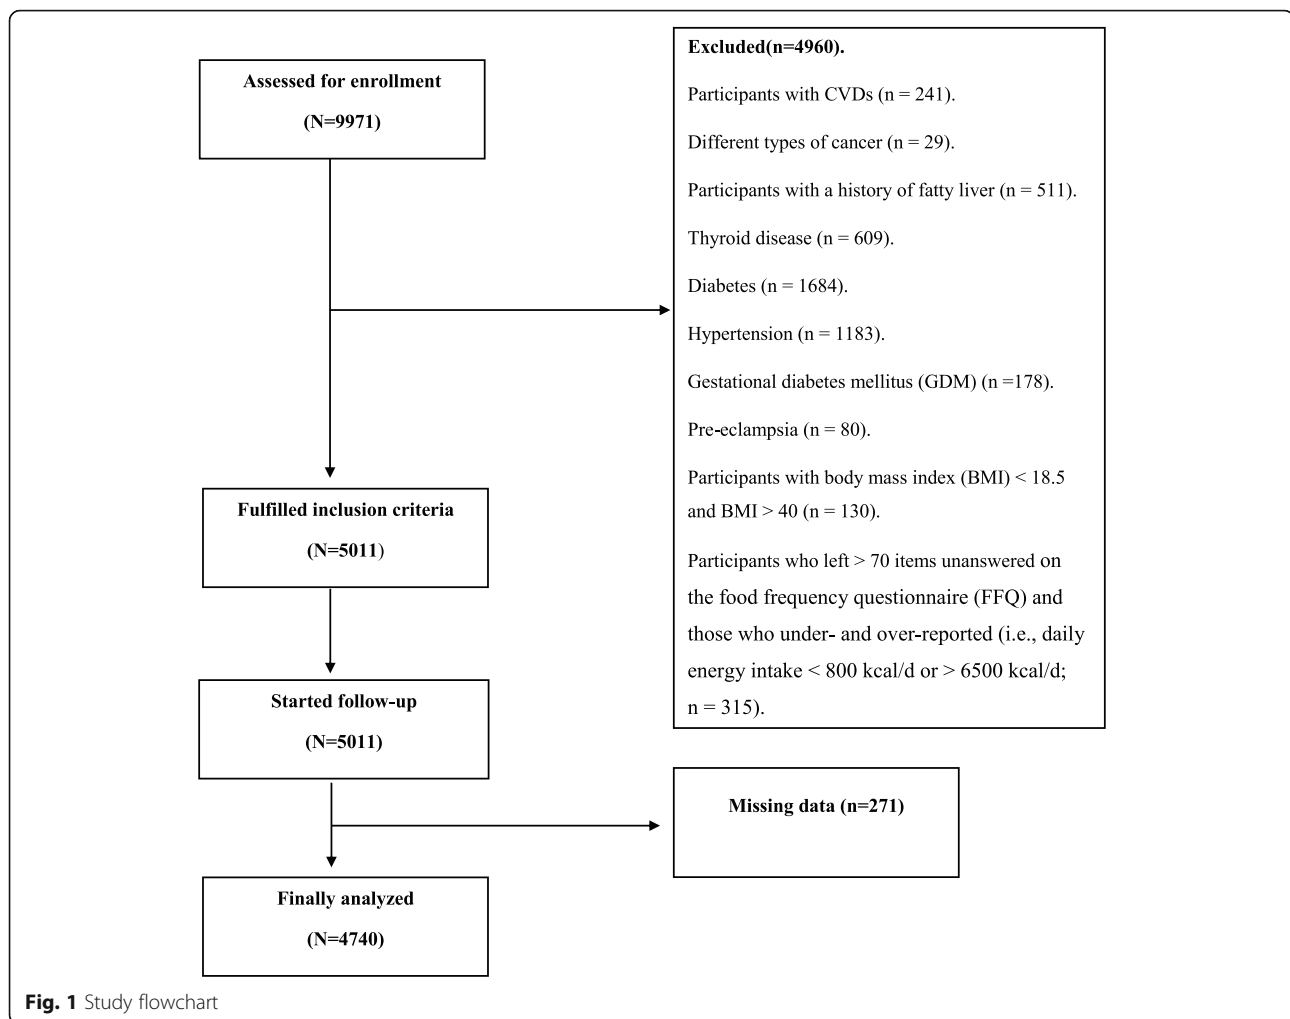 Assessed for enrollment
(N=9971)
Excluded(n=4960).
Participants with CVDs (n = 241).
Different types of cancer (n = 29).
Participants with a history of fatty liver (n = 511).
Thyroid disease (n = 609).
Diabetes (n = 1684).
Hypertension (n = 1183).
Gestational diabetes mellitus (GDM) (n =178).
Pre-eclampsia (n = 80).
Participants with body mass index (BMI) < 18.5
and BMI > 40 (n = 130).
Participants who left > 70 items unanswered on
the food frequency questionnaire (FFQ) and
those who under- and over-reported (i.e., daily
energy intake < 800 kcal/d or > 6500 kcal/d;
n = 315).
Fulfilled inclusion criteria
(N=5011)
Started follow-up
(N=5011)
Missing data (n=271)
Finally analyzed
(N=4740)
Fig. 1 Study flowchart